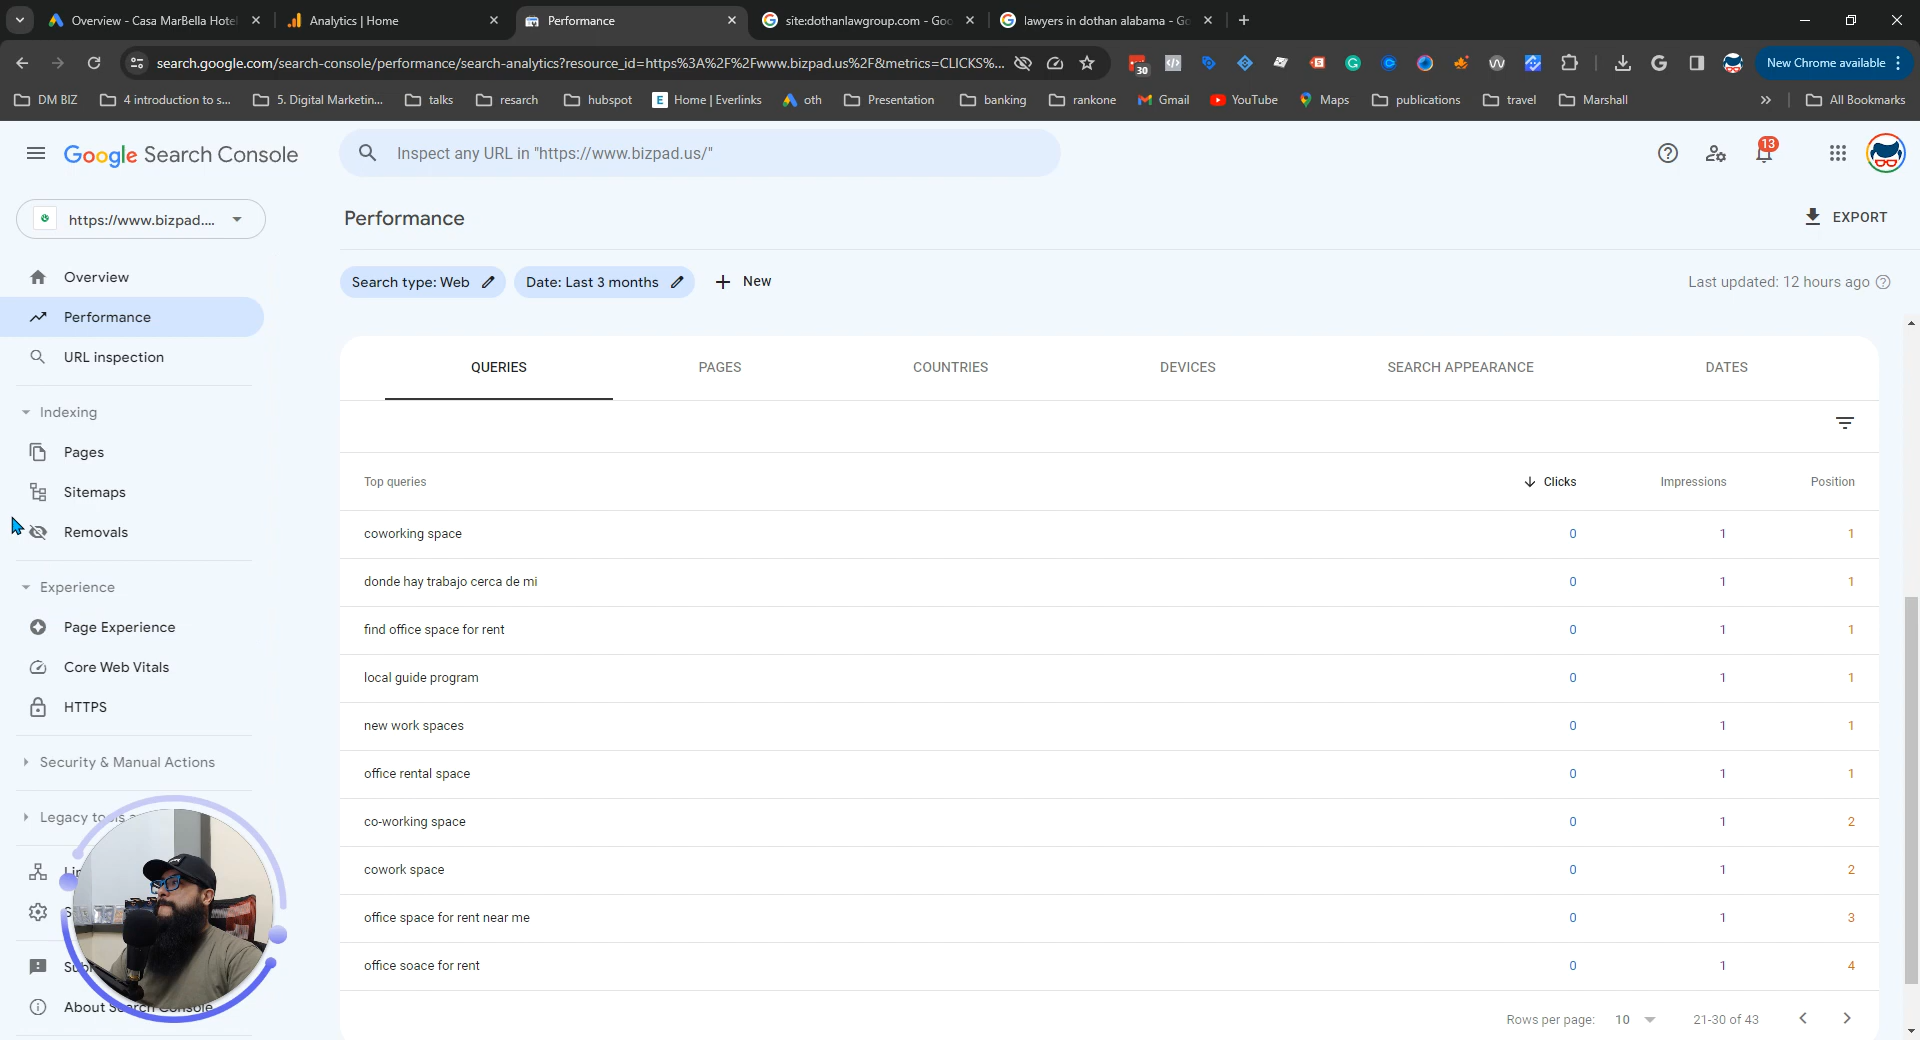 Overview - Casa MarBella Hotel
Analytics | Home
Performance
site:dothanlawgroup.com - Goo
lawyers in dothan alabama - Go
search.google.com/search-console/performance/search-analytics?resource_id=https%3A%2F%2Fwww.bizpad.us%2F&metrics=CLICKS%...
30
New Chrome available
DM BIZ
4 introduction to s...
5. Digital Marketin...
talks
resarch
hubspot
Home | Everlinks
oth
Presentation
banking
rankone
Gmail
YouTube
Maps
publications
travel
Marshall
All Bookmarks
Google Search Console
Inspect any URL in "https://www.bizpad.us/"
13
https://www.bizpad....
Performance
EXPORT
Overview
Performance
URL inspection
Indexing
Pages
Sitemaps
Removals
Experience
Page Experience
Core Web Vitals
HTTPS
Security & Manual Actions
Legacy tools a
About Search Console
Search type: Web
Date: Last 3 months
New
Last updated: 12 hours ago
QUERIES PAGES COUNTRIES DEVICES SEARCH APPEARANCE DATES
Top queries Clicks Impressions Position
coworking space 0 1 1
donde hay trabajo cerca de mi 0 1 1
find office space for rent 0 1 1
local guide program 0 1 1
new work spaces 0 1 1
office rental space 0 1 1
co-working space 0 1 2
cowork space 0 1 2
office space for rent near me 0 1 3
office soace for rent 0 1 4
Rows per page: 10 21-30 of 43